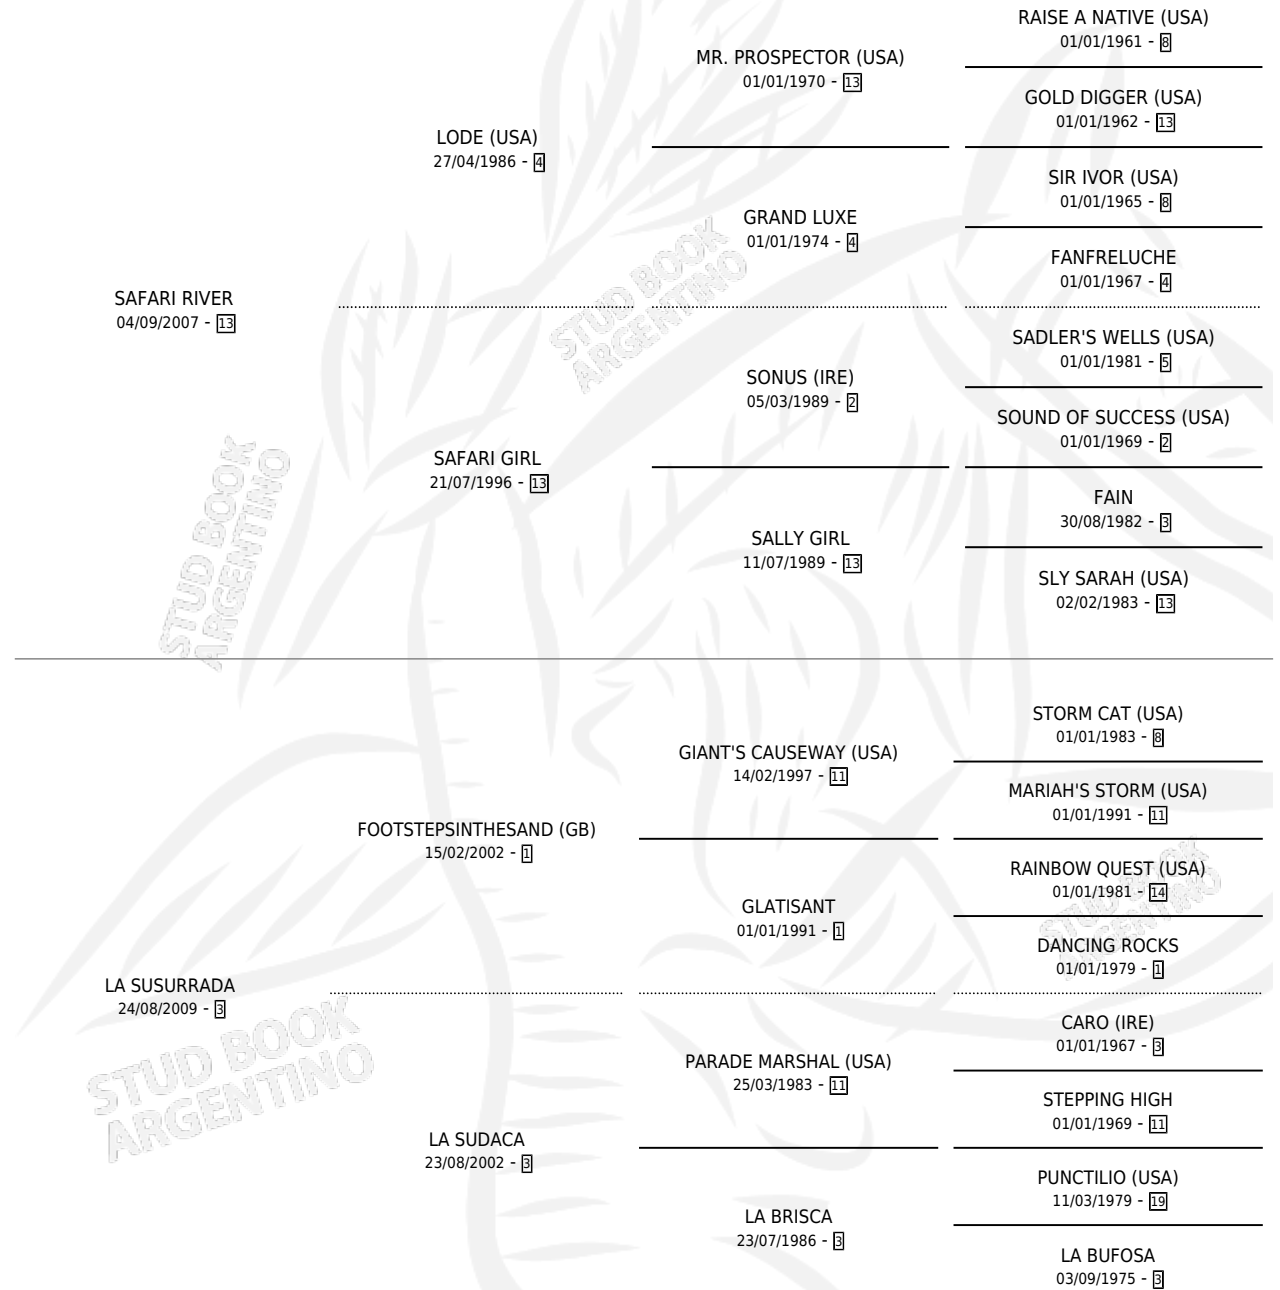 RAISE A NATIVE (USA)
01/01/1961 - 8
MR. PROSPECTOR (USA)
01/01/1970 - 13
GOLD DIGGER (USA)
01/01/1962 - 13
LODE (USA)
27/04/1986 - 4
SIR IVOR (USA)
01/01/1965 - 8
GRAND LUXE
01/01/1974 - 4
FANFRELUCHE
01/01/1967 - 4
SAFARI RIVER
04/09/2007 - 13
STUD BOOK
ARGENTINO
SADLER'S WELLS (USA)
01/01/1981 - 5
SONUS (IRE)
05/03/1989 - 2
SOUND OF SUCCESS (USA)
01/01/1969 - 2
SAFARI GIRL
21/07/1996 - 13
FAIN
30/08/1982 - 3
SALLY GIRL
11/07/1989 - 13
SLY SARAH (USA)
02/02/1983 - 13
STUD BOOK
ARGENTINO
STORM CAT (USA)
01/01/1983 - 8
GIANT'S CAUSEWAY (USA)
14/02/1997 - 11
MARIAH'S STORM (USA)
01/01/1991 - 11
FOOTSTEPSINTHESAND (GB)
15/02/2002 - 1
RAINBOW QUEST (USA)
01/01/1981 - 14
GLATISANT
01/01/1991 - 1
STUD BOOK
ARGENTINO
DANCING ROCKS
01/01/1979 - 1
LA SUSURRADA
24/08/2009 - 3
CARO (IRE)
01/01/1967 - 3
PARADE MARSHAL (USA)
25/03/1983 - 11
STUD BOOK
ARGENTINO
STEPPING HIGH
01/01/1969 - 11
LA SUDACA
23/08/2002 - 3
PUNCTILIO (USA)
11/03/1979 - 19
LA BRISCA
23/07/1986 - 3
LA BUFOSA
03/09/1975 - 3